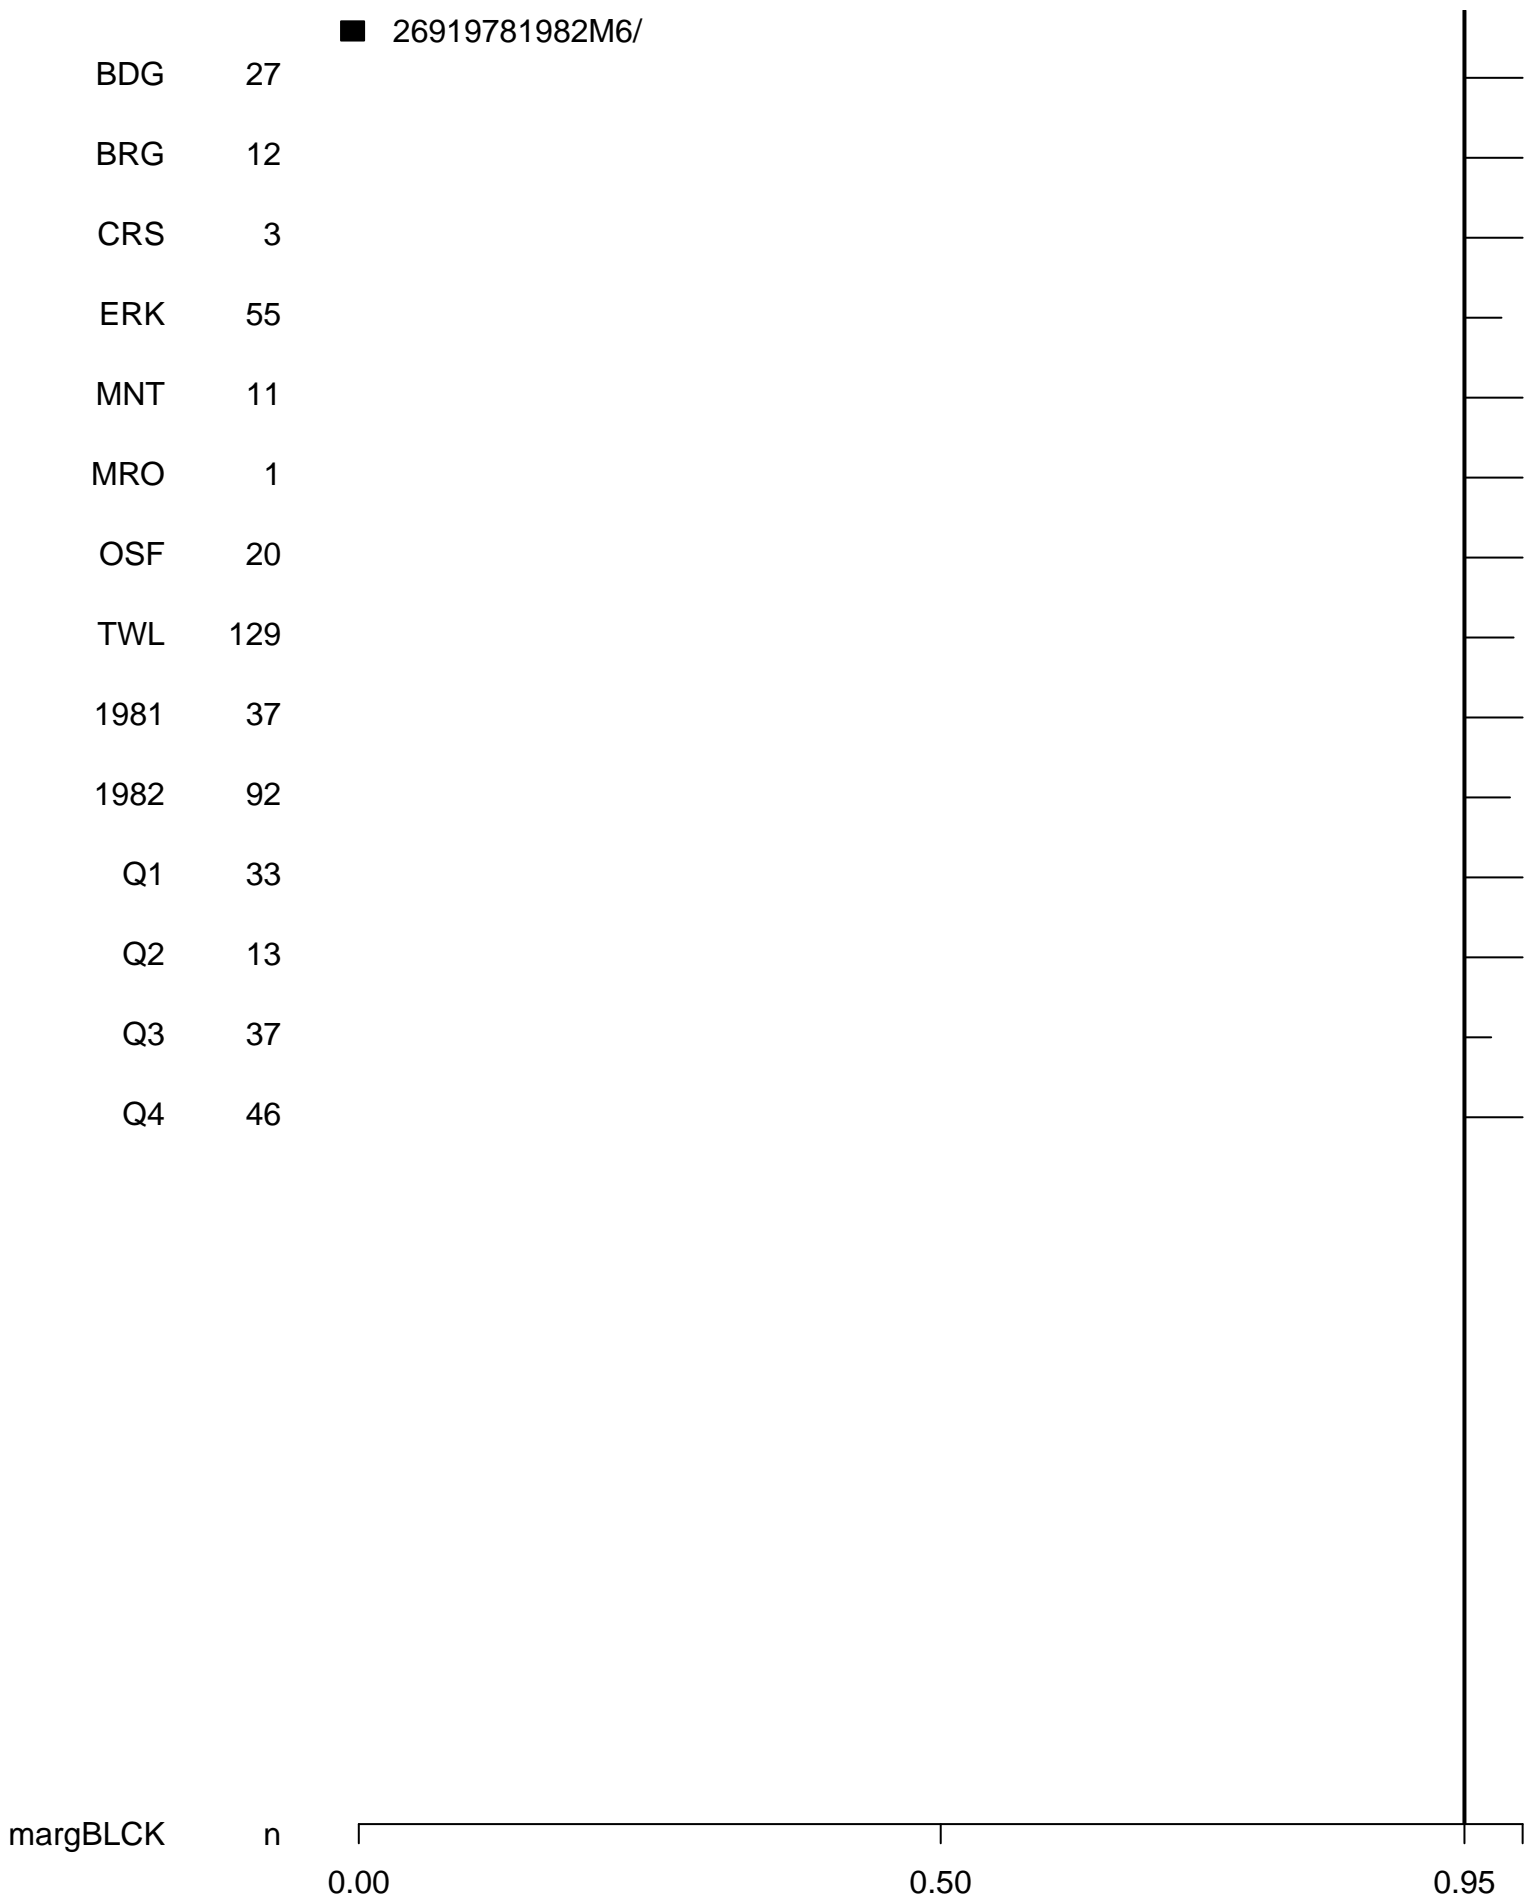 26919781982M6/
BDG 27
BRG 12
CRS 3
ERK 55
MNT 11
MRO 1
OSF 20
TWL 129
1981 37
1982 92
Q1 33
Q2 13
Q3 37
Q4 46
margBLCK n
0.00 0.50 0.95